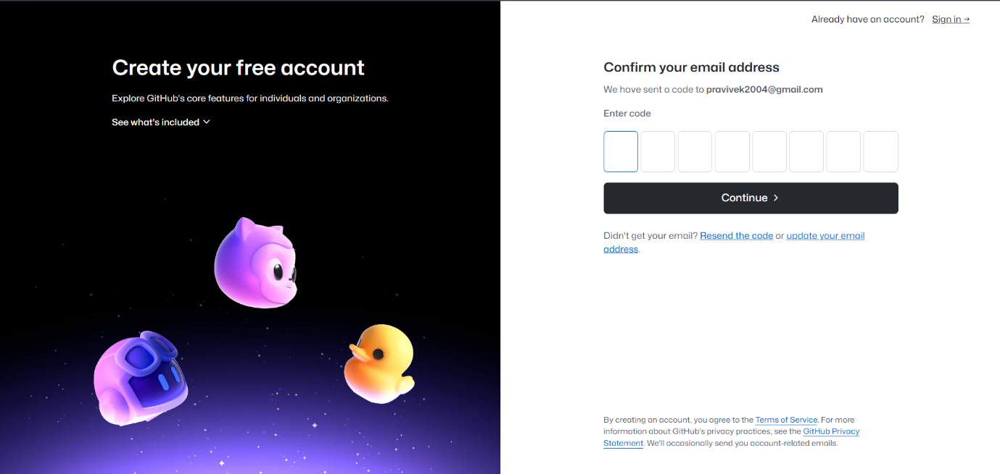 Create your free account
Explore GitHub's core features for individuals and organizations.
See what's included
Already have an account? Sign in →
Confirm your email address
We have sent a code to pravivek2004@gmail.com
Enter code
Continue >
Didn't get your email? Resend the code or update your email
address.
By creating an account, you agree to the Terms of Service. For more
information about GitHub's privacy practices, see the GitHub Privacy
Statement. We'll occasionally send you account-related emails.